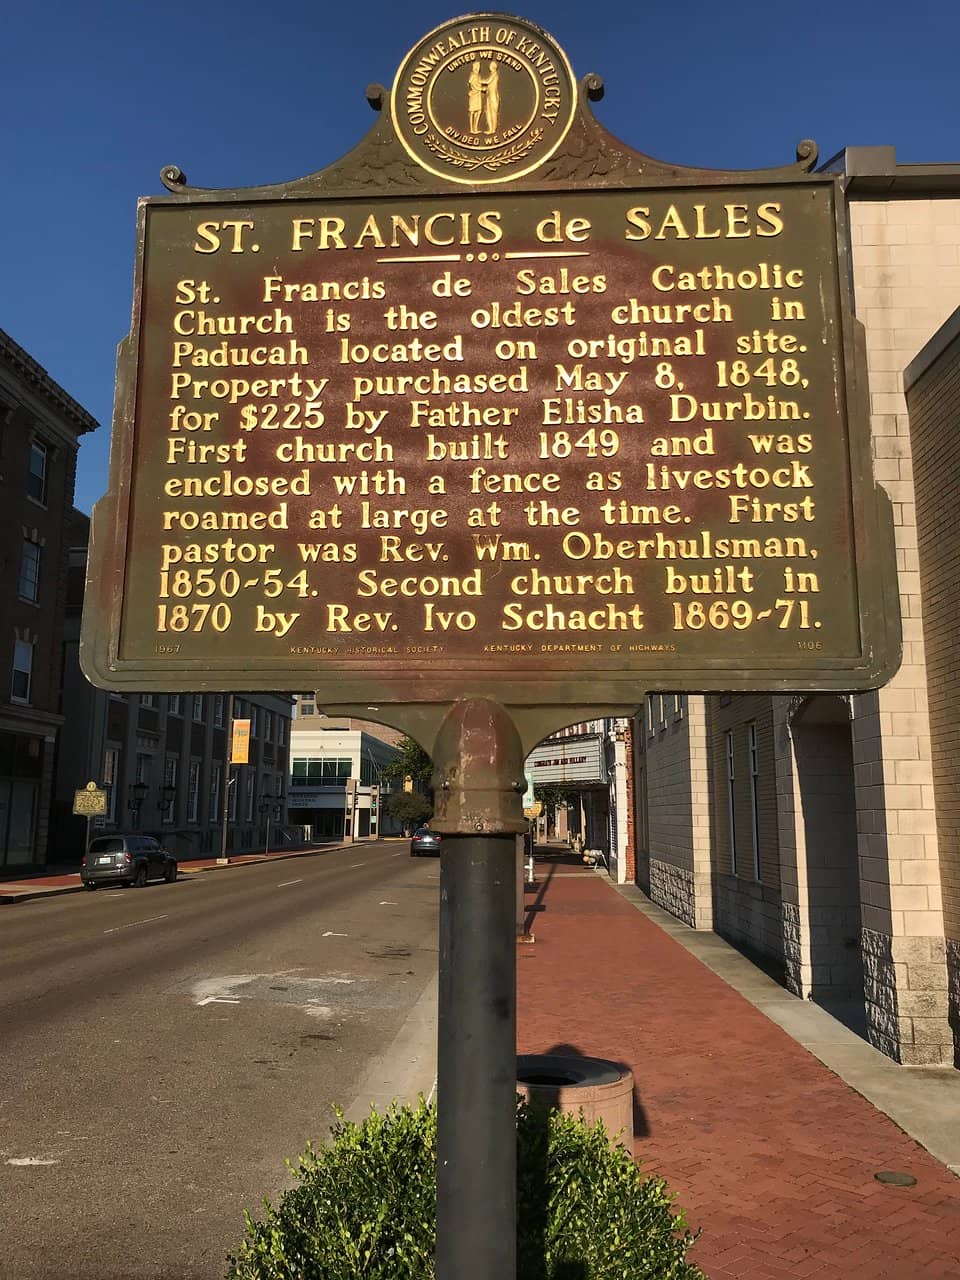 COMMONWEALTH OF KENTUCKY
UNITED WE STAND
DIVIDED WE FALL
ST. FRANCIS de SALES
St. Francis de Sales Catholic
Church is the oldest church in
Paducah located on original site.
Property purchased May 8, 1848,
for $225 by Father Elisha Durbin.
First church built 1849 and was
enclosed with a fence as livestock
roamed at large at the time. First
pastor was Rev. Wm. Oberhulsman,
1850-54. Second church built in
1870 by Rev. Ivo Schacht 1869-71.
1967 KENTUCKY HISTORICAL SOCIETY KENTUCKY DEPARTMENT OF HIGHWAYS 1106